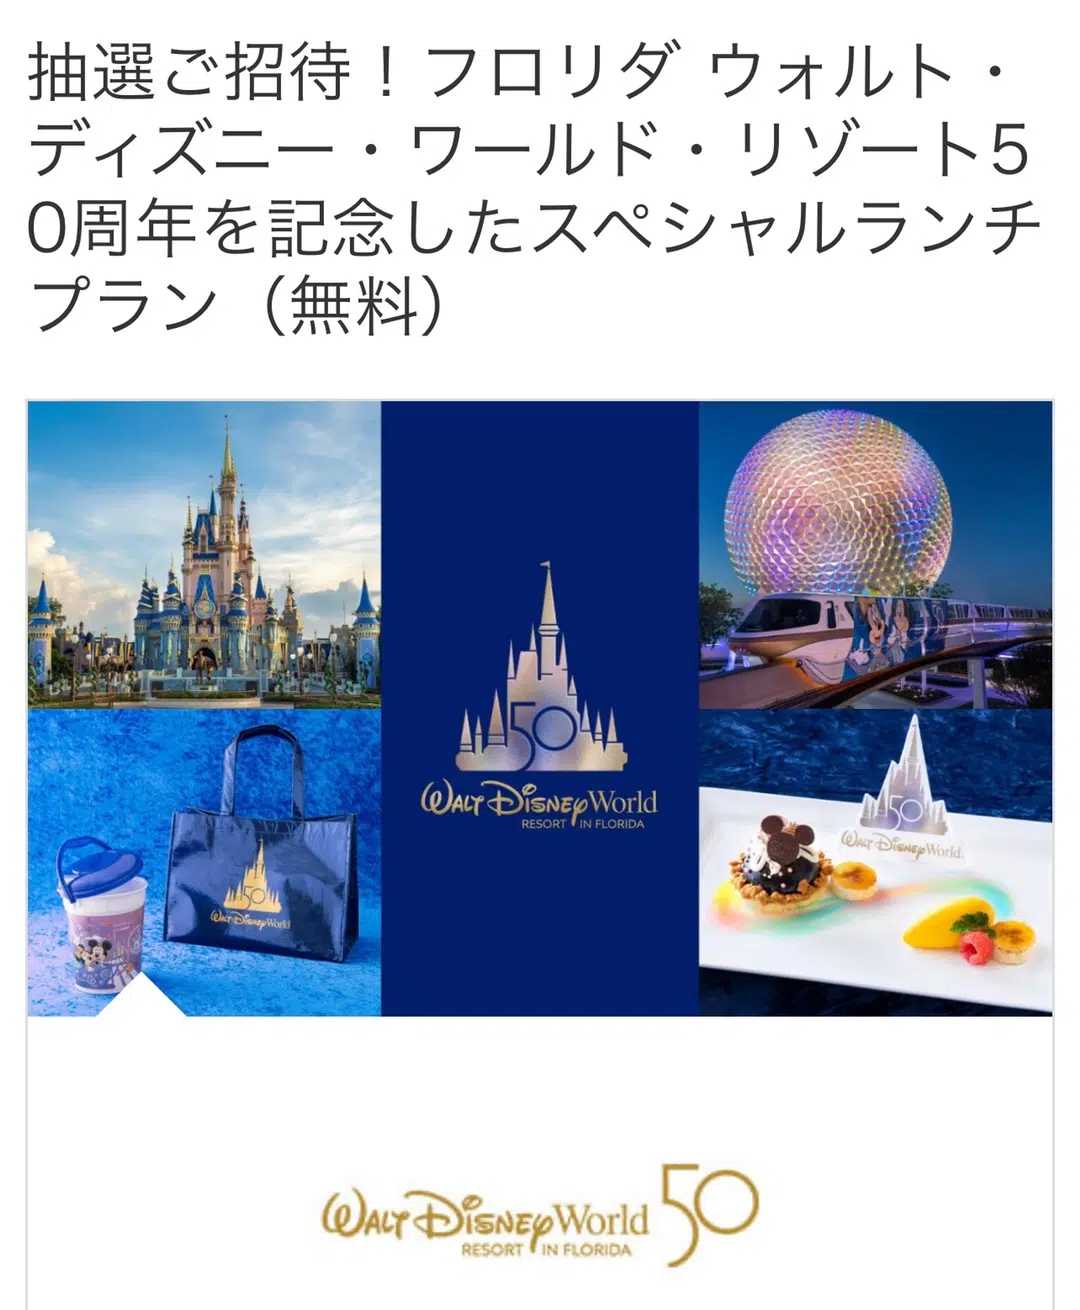 抽選ご招待！フロリダ ウォルト・
ディズニー・ワールド・リゾート5
0周年を記念したスペシャルランチ
プラン（無料）
50
WALT DISNEY World
RESORT IN FLORIDA
50
WALT DISNEY World
50
WALT DISNEY World.
WALT DISNEY World 50
RESORT IN FLORIDA